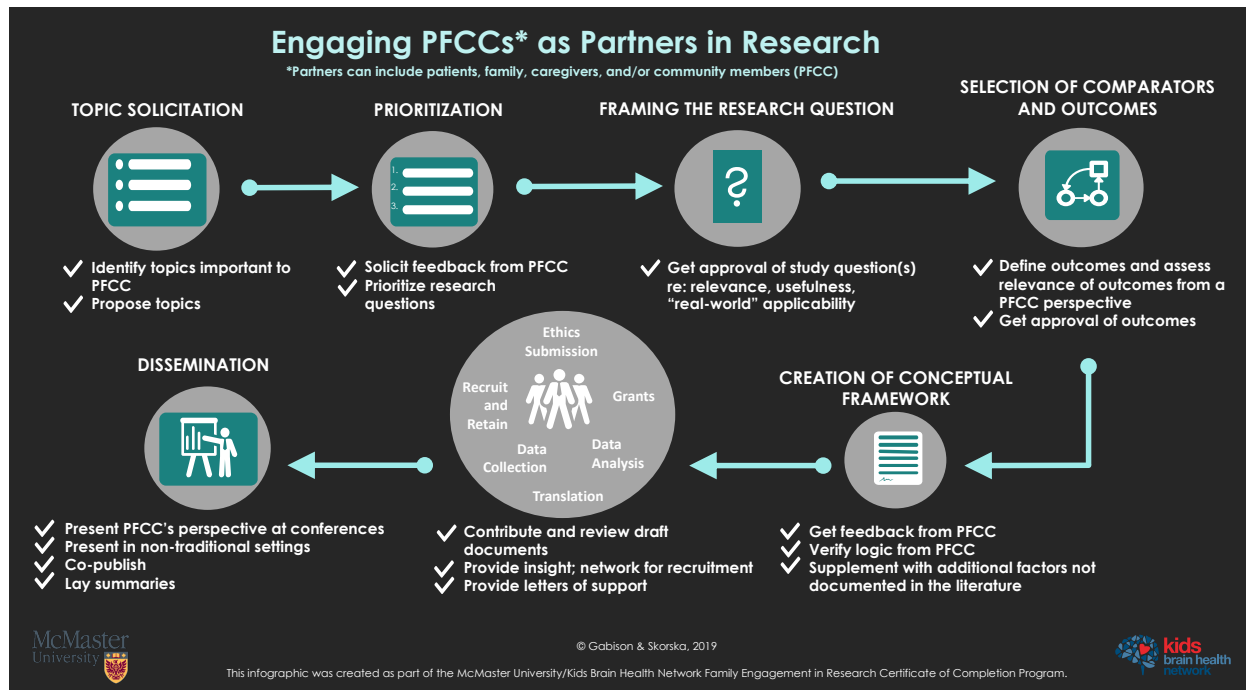 Engaging PFCCs* as Partners in Research
*Partners can include patients, family, caregivers, and/or community members (PFCC)
TOPIC SOLICITATION
Identify topics important to
PFCC
Propose topics
PRIORITIZATION
1.
2.
3.
Solicit feedback from PFCC
Prioritize research
questions
FRAMING THE RESEARCH QUESTION
?
Get approval of study question(s)
re: relevance, usefulness,
“real-world” applicability
SELECTION OF COMPARATORS
AND OUTCOMES
Define outcomes and assess
relevance of outcomes from a
PFCC perspective
Get approval of outcomes
CREATION OF CONCEPTUAL
FRAMEWORK
Get feedback from PFCC
Verify logic from PFCC
Supplement with additional factors not
documented in the literature
Ethics
Submission
Recruit
and
Retain
Grants
Data
Collection
Data
Analysis
Translation
Contribute and review draft
documents
Provide insight; network for recruitment
Provide letters of support
DISSEMINATION
Present PFCC’s perspective at conferences
Present in non-traditional settings
Co-publish
Lay summaries
McMaster
University
© Gabison & Skorska, 2019
This infographic was created as part of the McMaster University/Kids Brain Health Network Family Engagement in Research Certificate of Completion Program.
kids
brain health
network